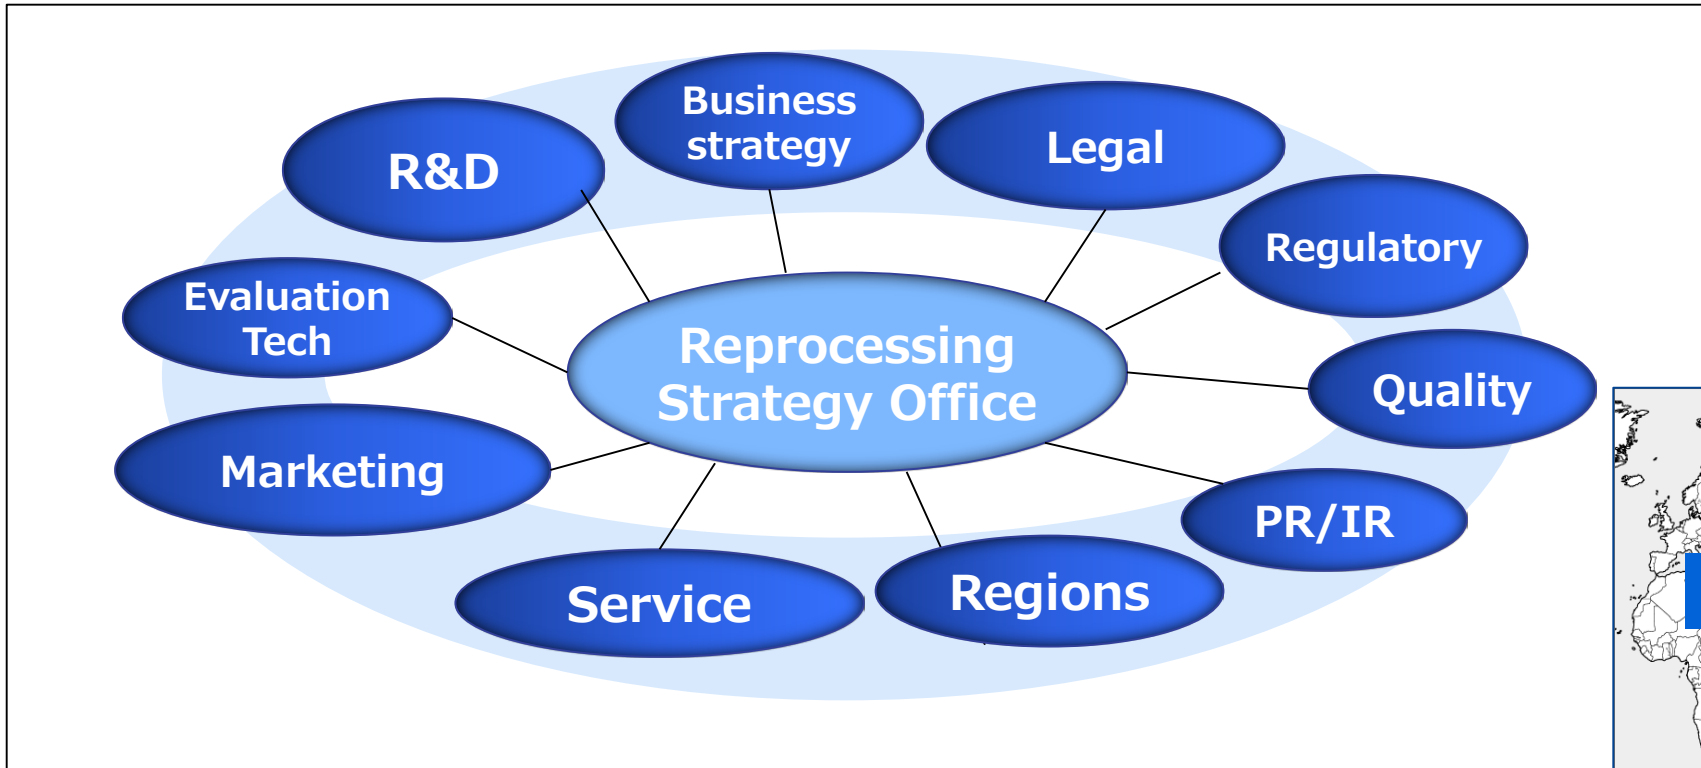 Business
strategy
Legal
R&D
Regulatory
Evaluation
Tech
Reprocessing
Strategy Office
Quality
Marketing
PR/IR
Service
Regions